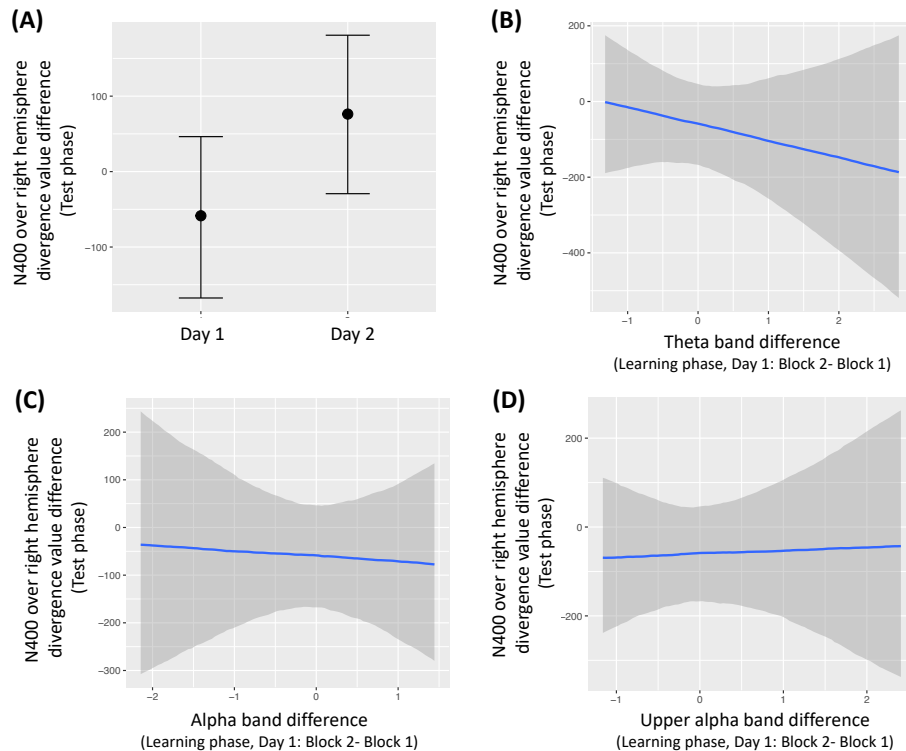 (A)
N400 over right hemisphere
divergence value difference
(Test phase)
100
0
−100
Day 1
Day 2
(B)
N400 over right hemisphere
divergence value difference
(Test phase)
200
0
−200
−400
−1
0
1
2
Theta band difference
(Learning phase, Day 1: Block 2- Block 1)
(C)
N400 over right hemisphere
divergence value difference
(Test phase)
200
100
0
−100
−200
−300
−2
−1
0
1
Alpha band difference
(Learning phase, Day 1: Block 2- Block 1)
(D)
N400 over right hemisphere
divergence value difference
(Test phase)
200
0
−200
−1
0
1
2
Upper alpha band difference
(Learning phase, Day 1: Block 2- Block 1)